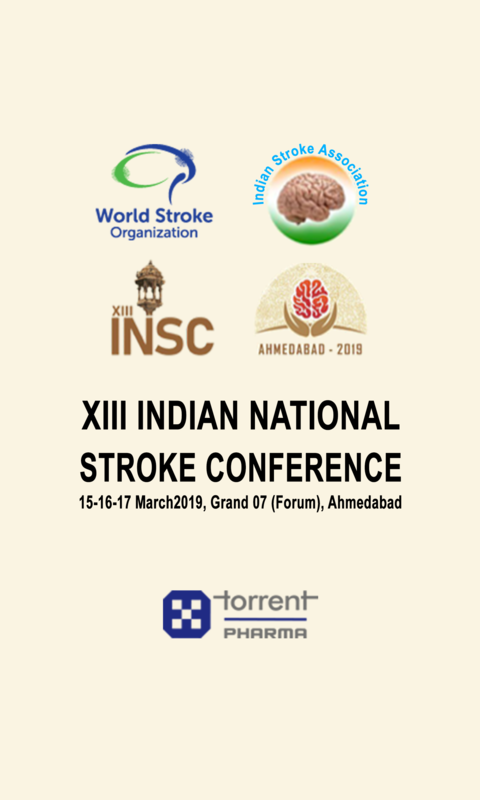 World Stroke
Organization
Indian Stroke Association
XIII
INSC
AHMEDABAD - 2019
XIII INDIAN NATIONAL
STROKE CONFERENCE
15-16-17 March2019, Grand 07 (Forum), Ahmedabad
torrent
PHARMA